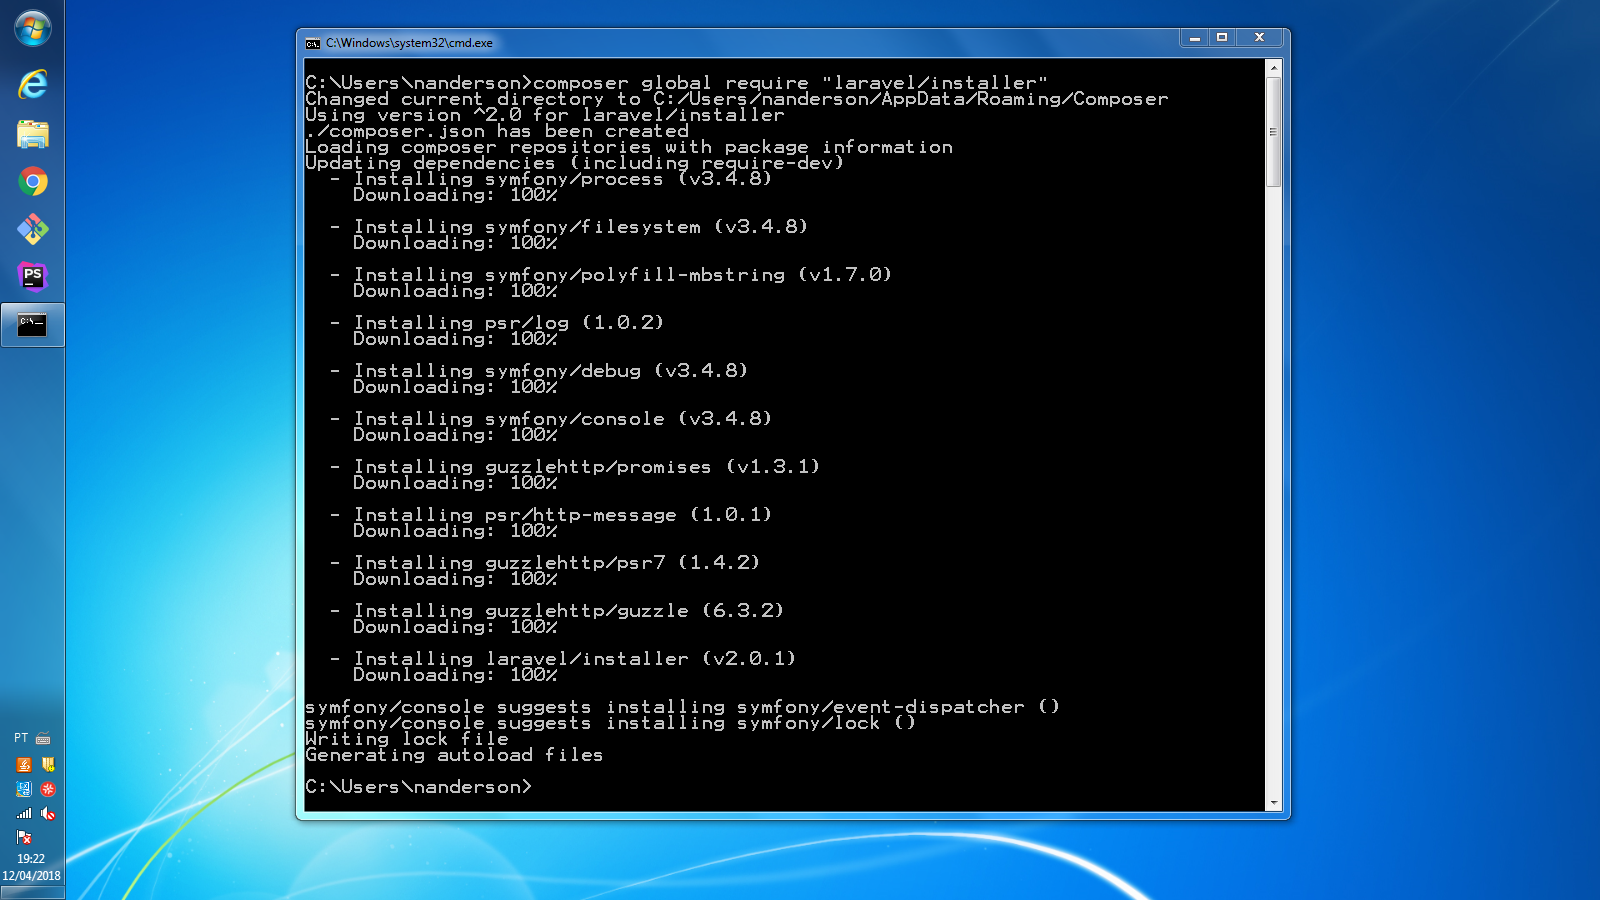 C:\Windows\system32\cmd.exe
C:\Users\nanderson>composer global require "laravel/installer"
Changed current directory to C:/Users/nanderson/AppData/Roaming/Composer
Using version ^2.0 for laravel/installer
./composer.json has been created
Loading composer repositories with package information
Updating dependencies (including require-dev)
  - Installing symfony/process (v3.4.8)
    Downloading: 100%
  - Installing symfony/filesystem (v3.4.8)
    Downloading: 100%
  - Installing symfony/polyfill-mbstring (v1.7.0)
    Downloading: 100%
  - Installing psr/log (1.0.2)
    Downloading: 100%
  - Installing symfony/debug (v3.4.8)
    Downloading: 100%
  - Installing symfony/console (v3.4.8)
    Downloading: 100%
  - Installing guzzlehttp/promises (v1.3.1)
    Downloading: 100%
  - Installing psr/http-message (1.0.1)
    Downloading: 100%
  - Installing guzzlehttp/psr7 (1.4.2)
    Downloading: 100%
  - Installing guzzlehttp/guzzle (6.3.2)
    Downloading: 100%
  - Installing laravel/installer (v2.0.1)
    Downloading: 100%
symfony/console suggests installing symfony/event-dispatcher ()
symfony/console suggests installing symfony/lock ()
Writing lock file
Generating autoload files
C:\Users\nanderson>
PS
C:\
PT
19:22
12/04/2018